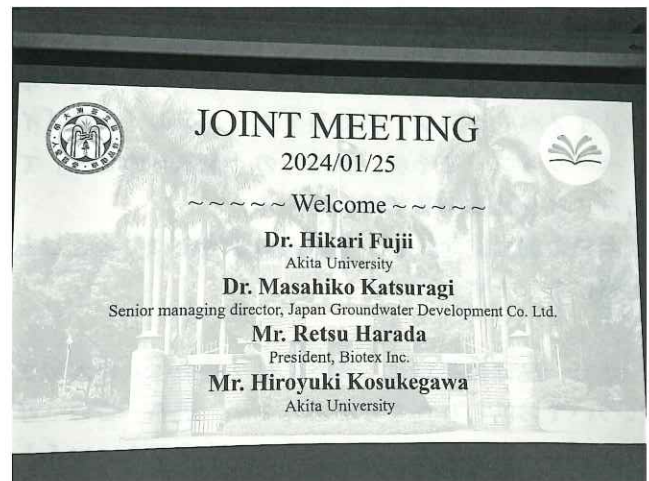 JOINT MEETING
2024/01/25
~~~~~ Welcome ~~~~~
Dr. Hikari Fujii
Akita University
Dr. Masahiko Katsuragi
Senior managing director, Japan Groundwater Development Co. Ltd.
Mr. Retsu Harada
President, Biotex Inc.
Mr. Hiroyuki Kosukegawa
Akita University